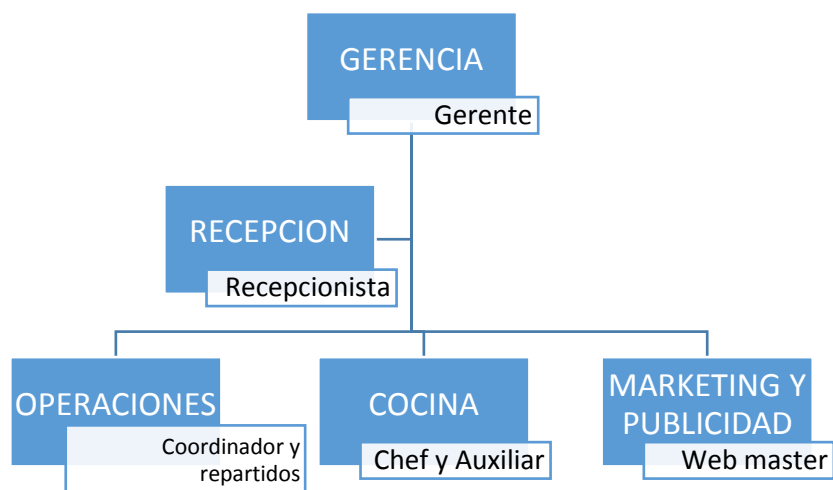 GERENCIA
Gerente
RECEPCION
Recepcionista
OPERACIONES
Coordinador y
repartidos
COCINA
Chef y Auxiliar
MARKETING Y
PUBLICIDAD
Web master